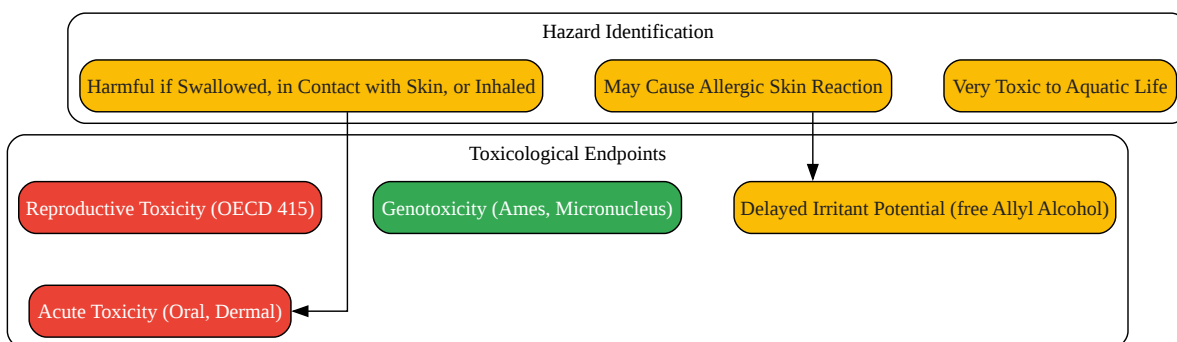 Hazard Identification
Harmful if Swallowed, in Contact with Skin, or Inhaled
May Cause Allergic Skin Reaction
Very Toxic to Aquatic Life
Toxicological Endpoints
Reproductive Toxicity (OECD 415)
Genotoxicity (Ames, Micronucleus)
Delayed Irritant Potential (free Allyl Alcohol)
Acute Toxicity (Oral, Dermal)